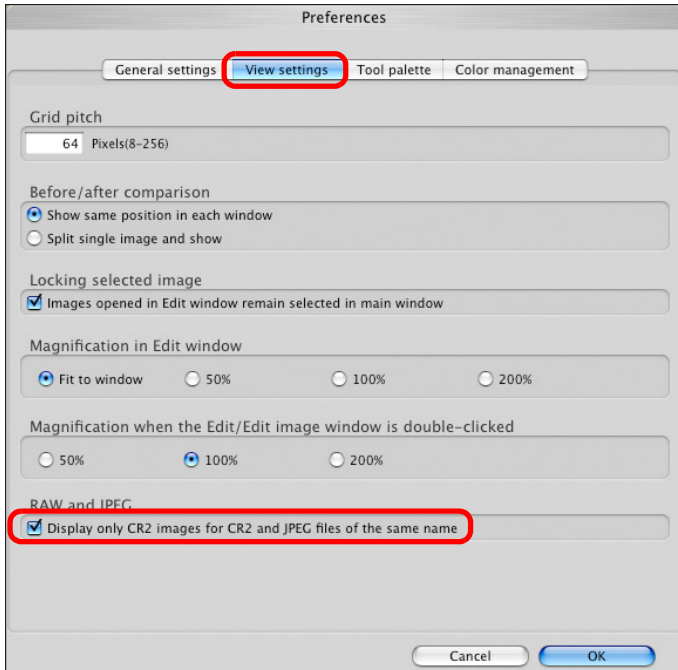 Preferences
General settings View settings Tool palette Color management
Grid pitch
64 Pixels(8-256)
Before/after comparison
Show same position in each window
Split single image and show
Locking selected image
Images opened in Edit window remain selected in main window
Magnification in Edit window
Fit to window 50% 100% 200%
Magnification when the Edit/Edit image window is double-clicked
50% 100% 200%
RAW and JPEG
Display only CR2 images for CR2 and JPEG files of the same name
Cancel OK